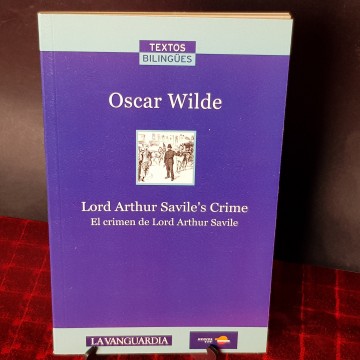 TEXTOS
BILINGÜES
Oscar Wilde
Lord Arthur Savile's Crime
El crimen de Lord Arthur Savile
LA VANGUARDIA